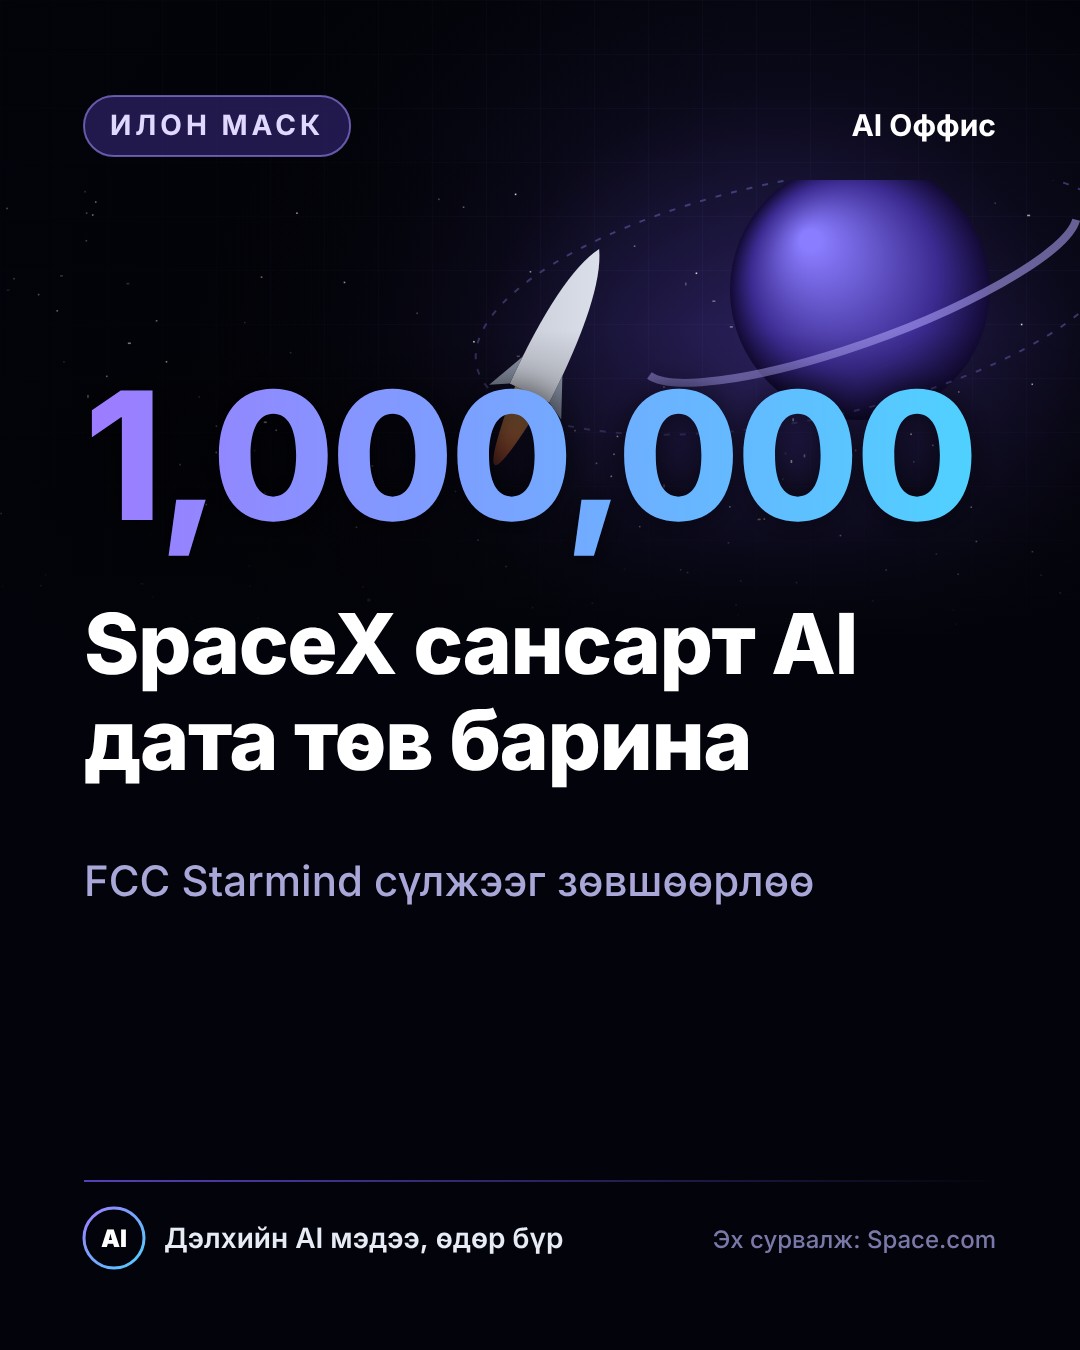 ИЛОН МАСК
AI Оффис
1,000,000
SpaceX сансарт AI
дата төв барина
FCC Starmind сүлжээг зөвшөөрлөө
AI
Дэлхийн AI мэдээ, өдөр бүр
Эх сурвалж: Space.com